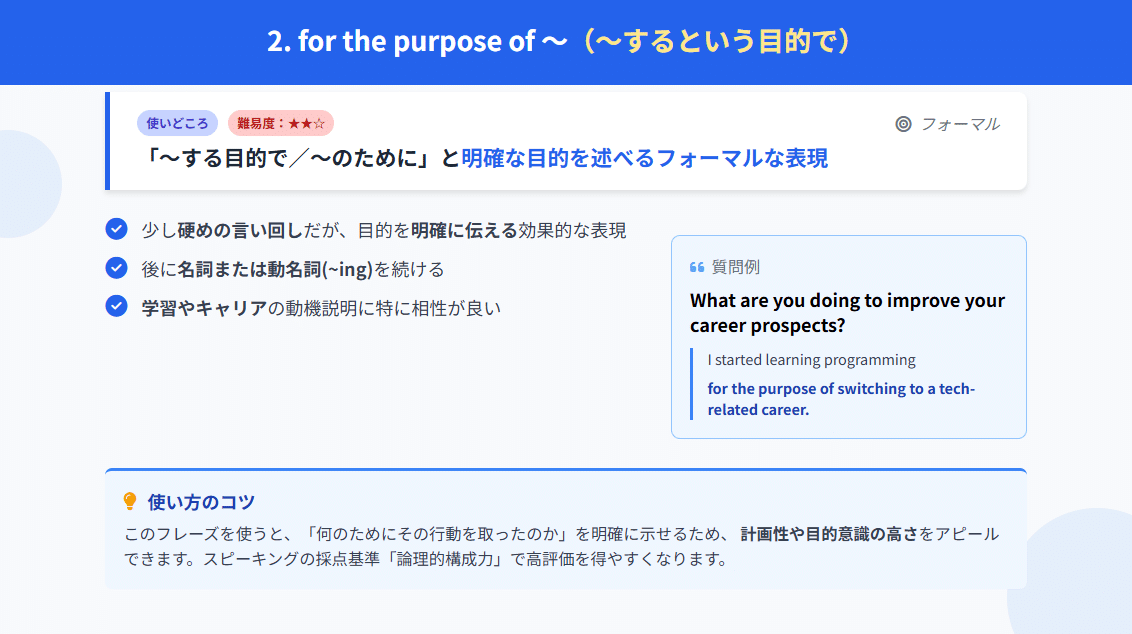 2. for the purpose of ～（～するという目的で）
使いどころ 難易度：★★☆ フォーマル
「～する目的で／～のために」と明確な目的を述べるフォーマルな表現
少し硬めの言い回しだが、目的を明確に伝える効果的な表現
後に名詞または動名詞(~ing)を続ける
学習やキャリアの動機説明に特に相性が良い
質問例
What are you doing to improve your
career prospects?
I started learning programming
for the purpose of switching to a tech-
related career.
使い方のコツ
このフレーズを使うと、「何のためにその行動を取ったのか」を明確に示せるため、 計画性や目的意識の高さをアピール
できます。スピーキングの採点基準「論理的構成力」で高評価を得やすくなります。